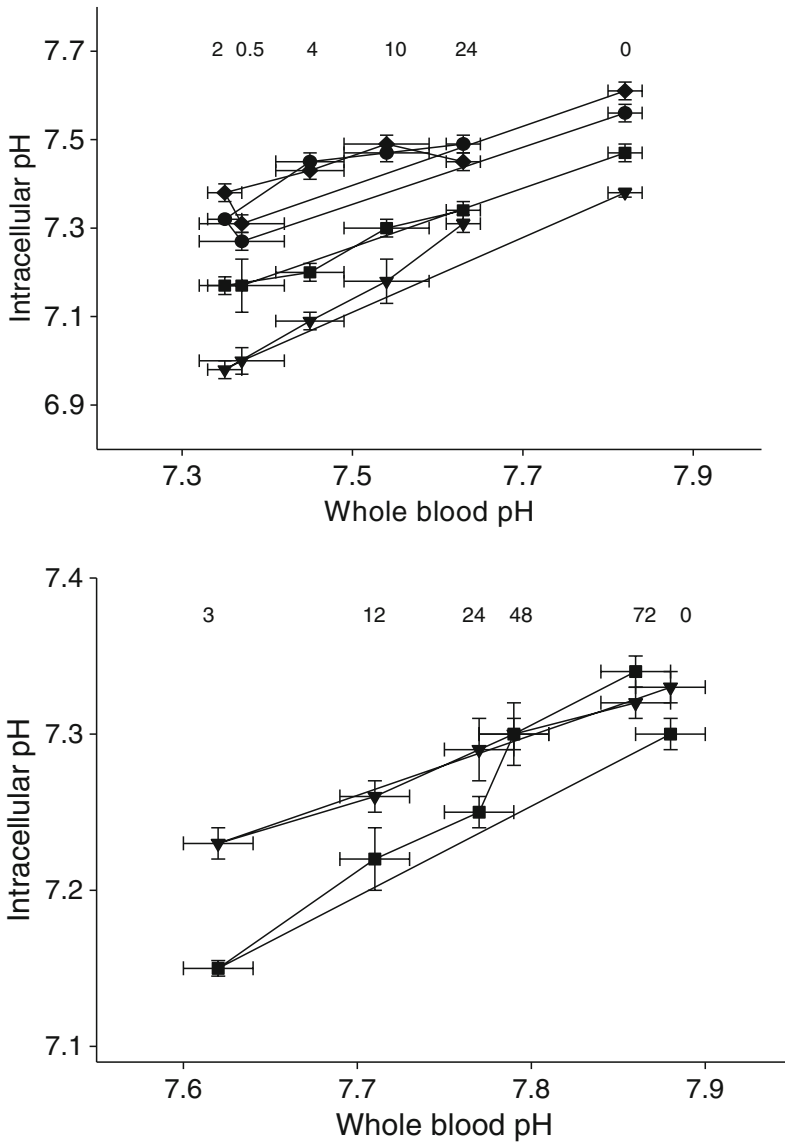 2 0.5 4 10 24 0
7.7
7.5
7.3
7.1
6.9
Intracellular pH
7.3 7.5 7.7 7.9
Whole blood pH
7.4
3 12 24 48 72 0
7.3
7.2
7.1
Intracellular pH
7.6 7.7 7.8 7.9
Whole blood pH